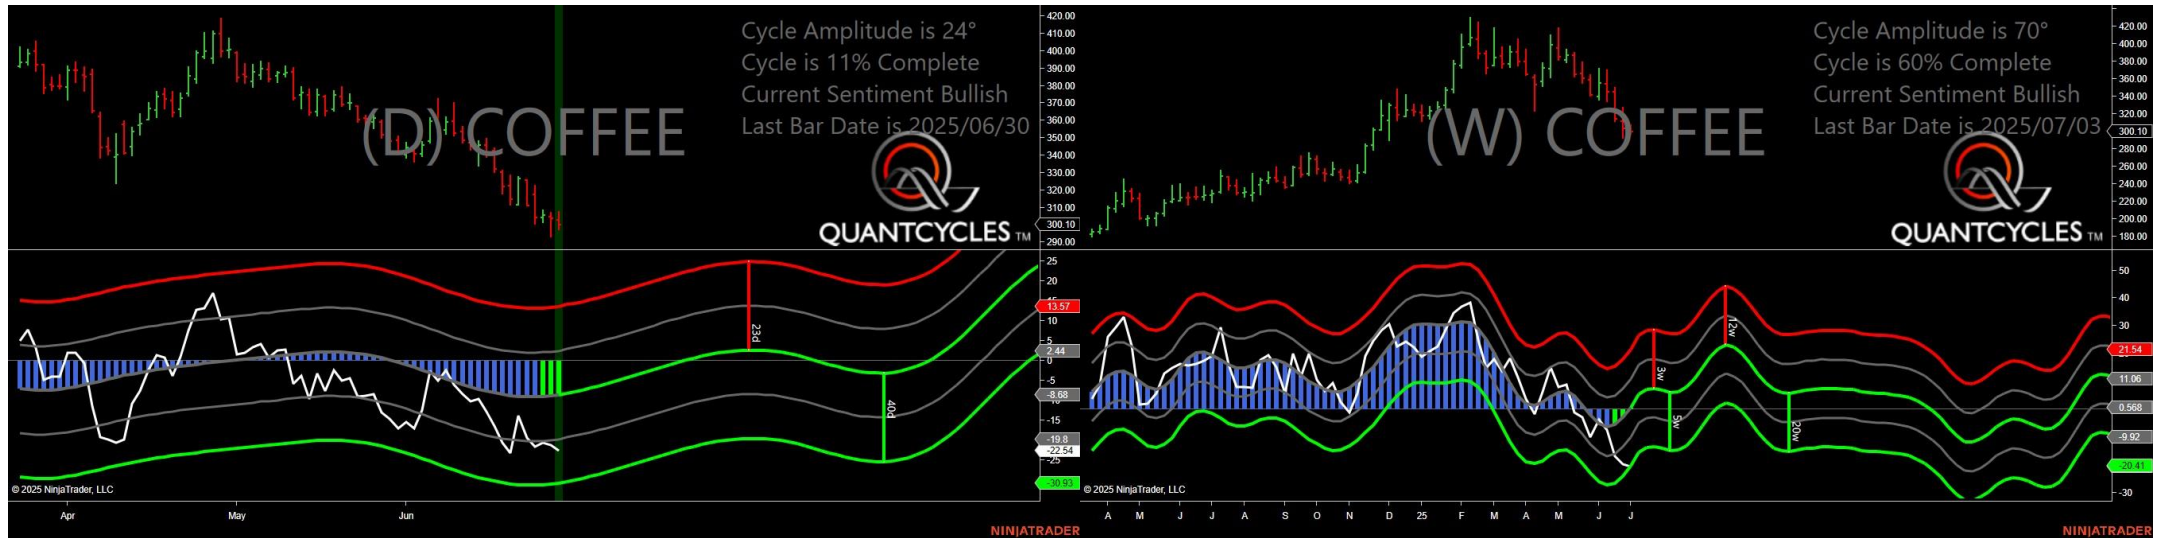 Cycle Amplitude is 24°
Cycle is 11% Complete
Current Sentiment Bullish
Last Bar Date is 2025/06/30
(D) COFFEE
QUANTCYCLES TM
420.00
410.00
400.00
390.00
380.00
370.00
360.00
350.00
340.00
330.00
320.00
310.00
300.10
290.00
25
20
13.57
10
5
2.44
0
-5
-8.68
-15
-19.8
-22.54
-25
-30.93
23d
40d
© 2025 NinjaTrader, LLC
Apr May Jun
NINJATRADER
Cycle Amplitude is 70°
Cycle is 60% Complete
Current Sentiment Bullish
Last Bar Date is 2025/07/03
(W) COFFEE
QUANTCYCLES TM
420.00
400.00
380.00
360.00
340.00
320.00
300.10
280.00
260.00
240.00
220.00
200.00
180.00
50
40
30
21.54
11.06
0.568
-9.92
-20.41
-30
3w
5w
12w
20w
© 2025 NinjaTrader, LLC
A M J J A S O N D 25 F M A M J J
NINJATRADER